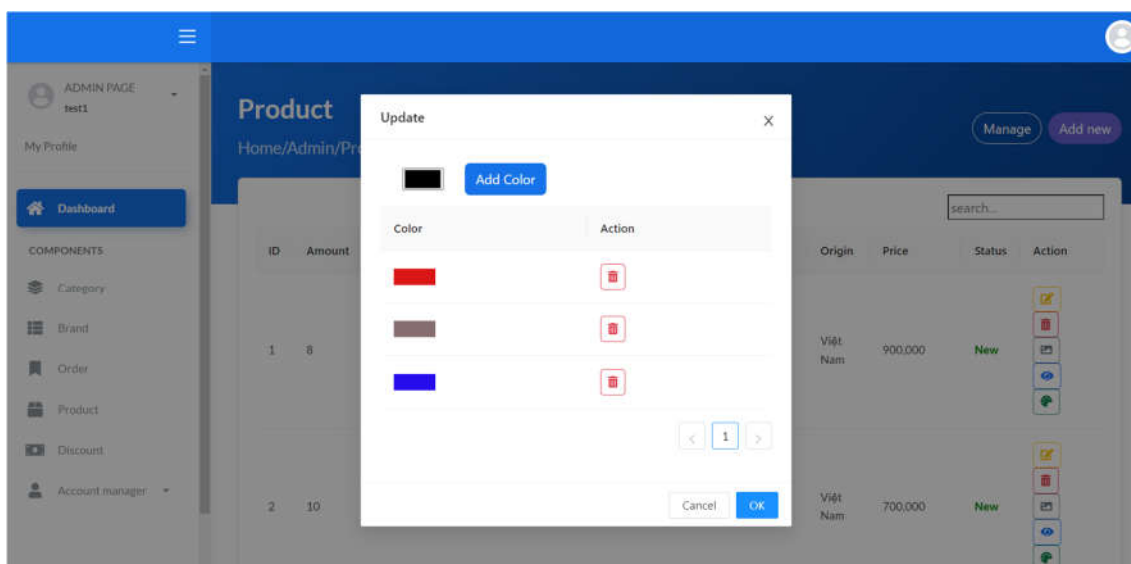 ADMIN PAGE
test1
My Profile
Dashboard
COMPONENTS
Category
Brand
Order
Product
Discount
Account manager
Product
Home/Admin/Pro
Manage
Add new
search...
ID Amount Origin Price Status Action
1 8 Việt Nam 900,000 New
2 10 Việt Nam 700,000 New
Update
X
Add Color
Color Action
< 1 >
Cancel OK